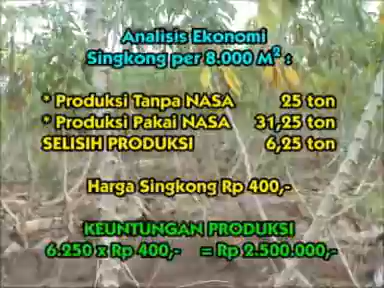 Analisis Ekonomi
Singkong per 8.000 M² :
* Produksi Tanpa NASA 25 ton
* Produksi Pakai NASA 31,25 ton
SELISIH PRODUKSI 6,25 ton
Harga Singkong Rp 400,-
KEUNTUNGAN PRODUKSI
6.250 x Rp 400,- = Rp 2.500.000,-